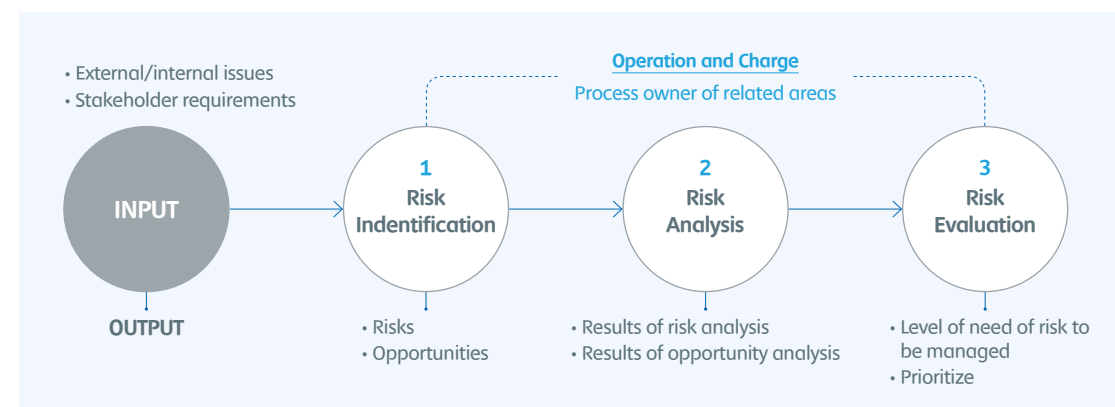 • External/internal issues
• Stakeholder requirements
Operation and Charge
Process owner of related areas
INPUT
1
Risk
Indentification
2
Risk
Analysis
3
Risk
Evaluation
OUTPUT
• Risks
• Opportunities
• Results of risk analysis
• Results of opportunity analysis
• Level of need of risk to
be managed
• Prioritize